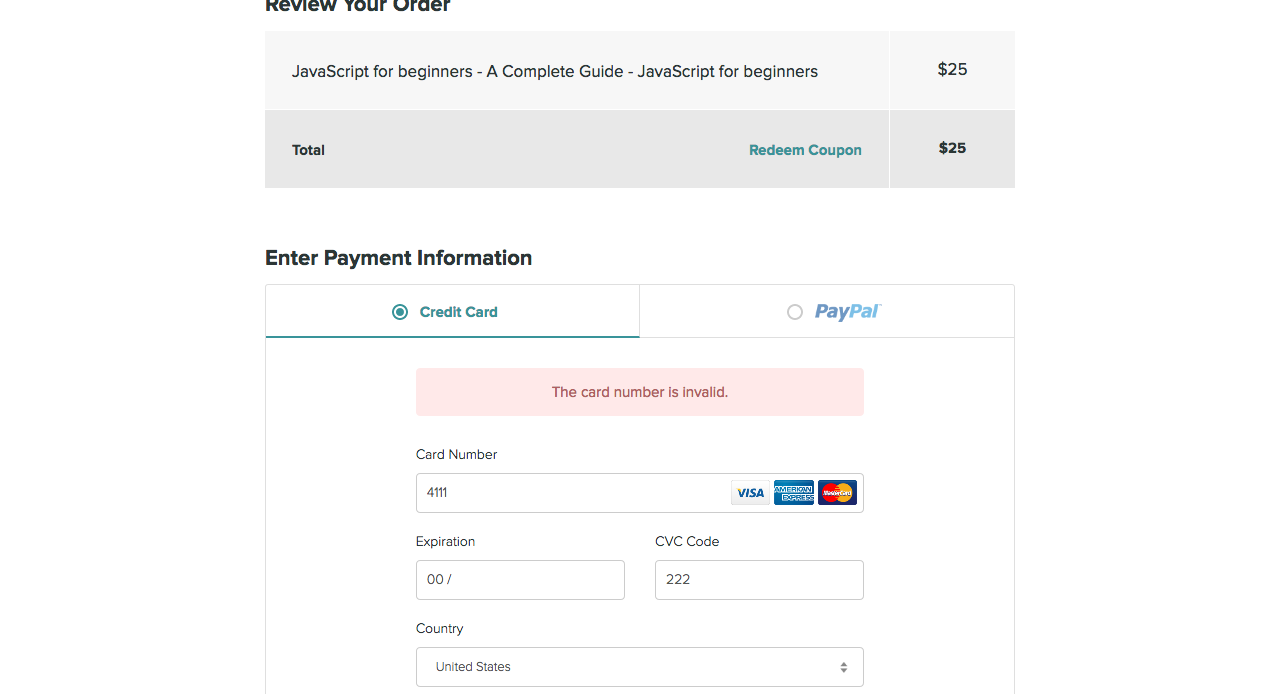 Review Your Order
JavaScript for beginners - A Complete Guide - JavaScript for beginners $25
Total Redeem Coupon $25
Enter Payment Information
Credit Card PayPal™
The card number is invalid.
Card Number
4111 VISA AMERICAN EXPRESS MasterCard
Expiration CVC Code
00 / 222
Country
United States